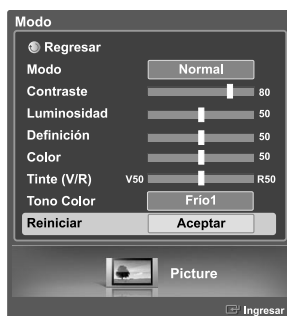 Modo
Regresar
Modo Normal
Contraste 80
Luminosidad 50
Definición 50
Color 50
Tinte (V/R) V50 R50
Tono Color Frío1
Reiniciar Aceptar
Picture
Ingresar